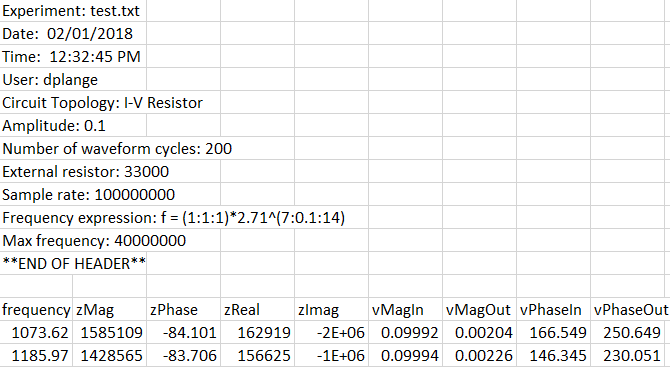 Experiment: test.txt
Date:  02/01/2018
Time:  12:32:45 PM
User: dplange
Circuit Topology: I-V Resistor
Amplitude: 0.1
Number of waveform cycles: 200
External resistor: 33000
Sample rate: 100000000
Frequency expression: f = (1:1:1)*2.71^(7:0.1:14)
Max frequency: 40000000
**END OF HEADER**
frequency zMag zPhase zReal zImag vMagIn vMagOut vPhaseIn vPhaseOut
1073.62 1585109 -84.101 162919 -2E+06 0.09992 0.00204 166.549 250.649
1185.97 1428565 -83.706 156625 -1E+06 0.09994 0.00226 146.345 230.051